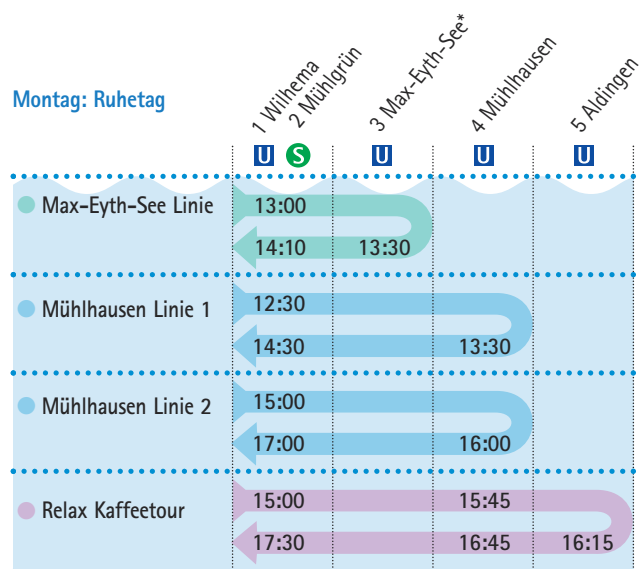 Montag: Ruhetag
1 Wilhema
2 Mühlgrün
3 Max-Eyth-See*
4 Mühlhausen
5 Aldingen
U S U U U
Max-Eyth-See Linie 13:00
14:10 13:30
Mühlhausen Linie 1 12:30
14:30 13:30
Mühlhausen Linie 2 15:00
17:00 16:00
Relax Kaffeetour 15:00 15:45
17:30 16:45 16:15